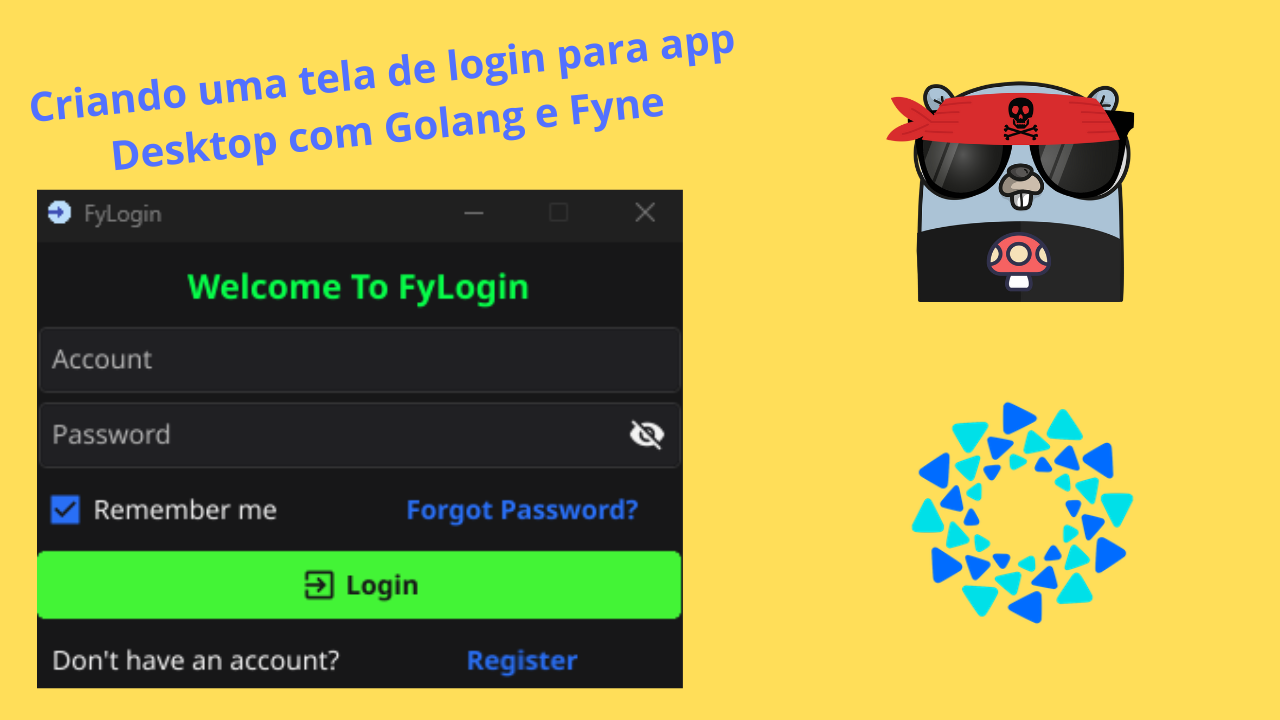 Criando uma tela de login para app
Desktop com Golang e Fyne
FyLogin
Welcome To FyLogin
Account
Password
Remember me
Forgot Password?
Login
Don't have an account?
Register